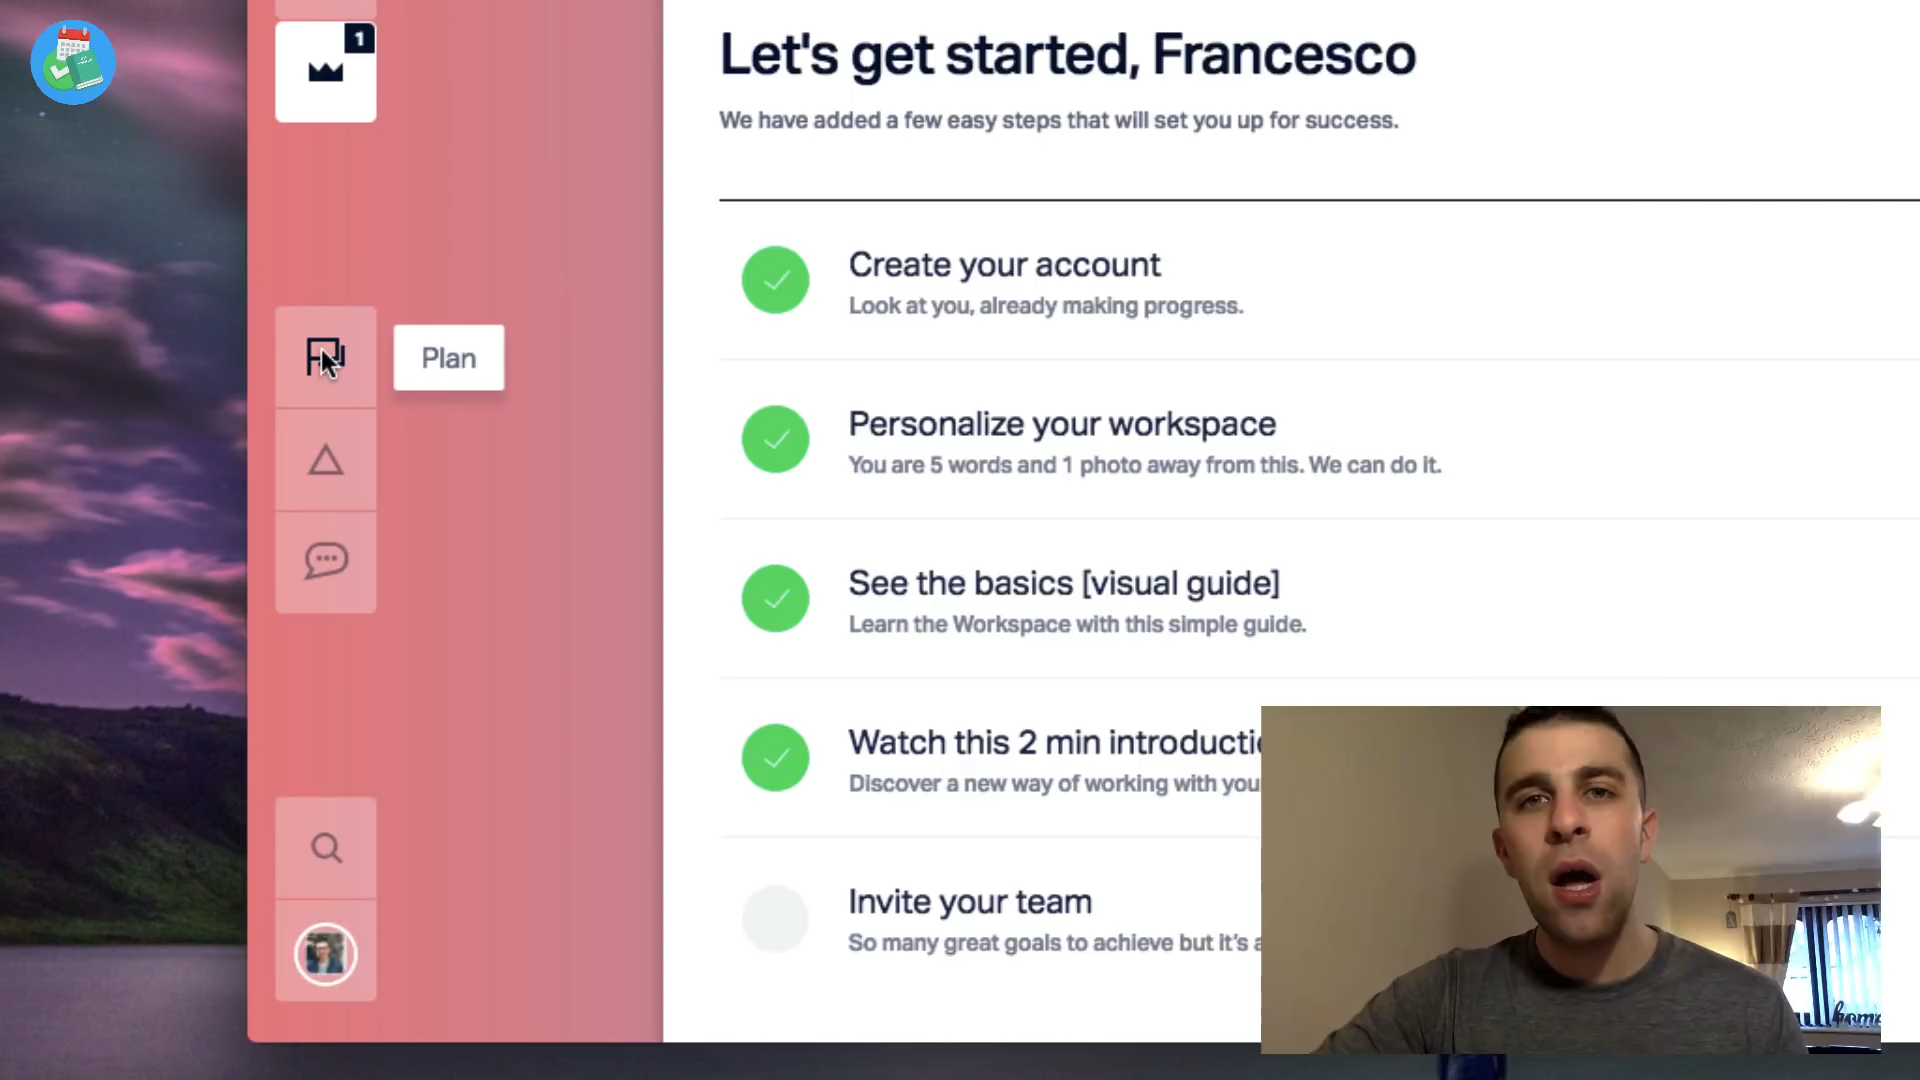 1
Let's get started, Francesco
We have added a few easy steps that will set you up for success.
Create your account
Look at you, already making progress.
Plan
Personalize your workspace
You are 5 words and 1 photo away from this. We can do it.
See the basics [visual guide]
Learn the Workspace with this simple guide.
Watch this 2 min
Discover a new way of working with
Invite your team
So many great goals to achieve but it's
home